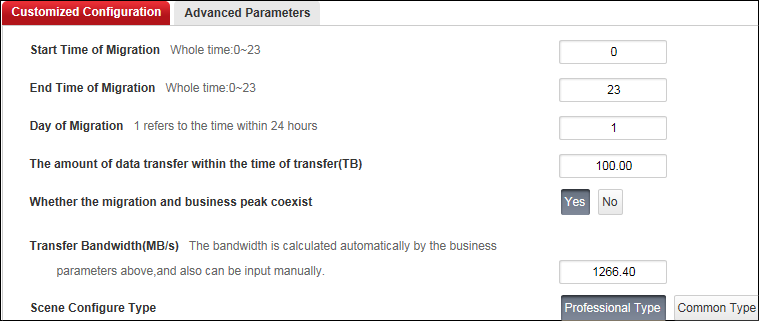 Customized Configuration Advanced Parameters
Start Time of Migration Whole time:0~23 0
End Time of Migration Whole time:0~23 23
Day of Migration 1 refers to the time within 24 hours 1
The amount of data transfer within the time of transfer(TB) 100.00
Whether the migration and business peak coexist Yes No
Transfer Bandwidth(MB/s) The bandwidth is calculated automatically by the business
parameters above,and also can be input manually. 1266.40
Scene Configure Type Professional Type Common Type